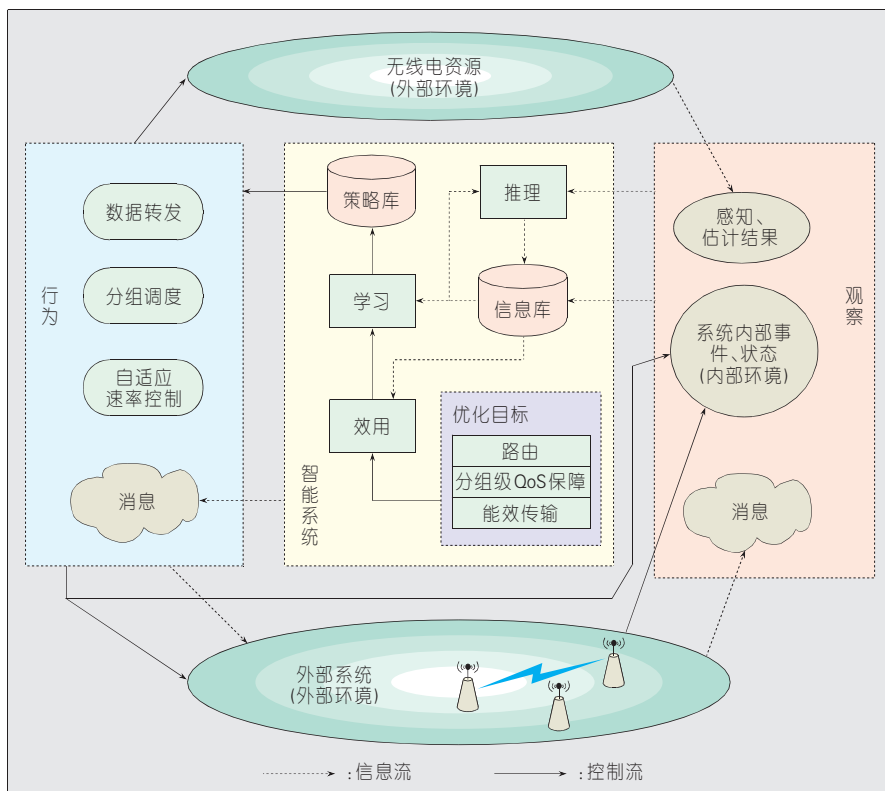 无线电资源
(外部环境)
行为
数据转发
分组调度
自适应
速率控制
消息
策略库
推理
学习
信息库
效用
优化目标
路由
分组级QoS保障
能效传输
智能系统
观察
感知、
估计结果
系统内部事
件、状态
(内部环境)
消息
外部系统
(外部环境)
:信息流
:控制流